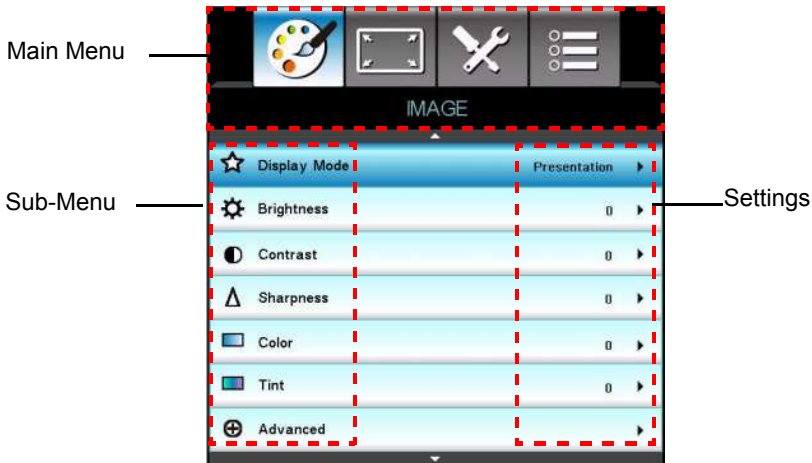 Main Menu
IMAGE
Display Mode Presentation
Sub-Menu
Brightness 0
Settings
Contrast 0
Sharpness 0
Color 0
Tint 0
Advanced